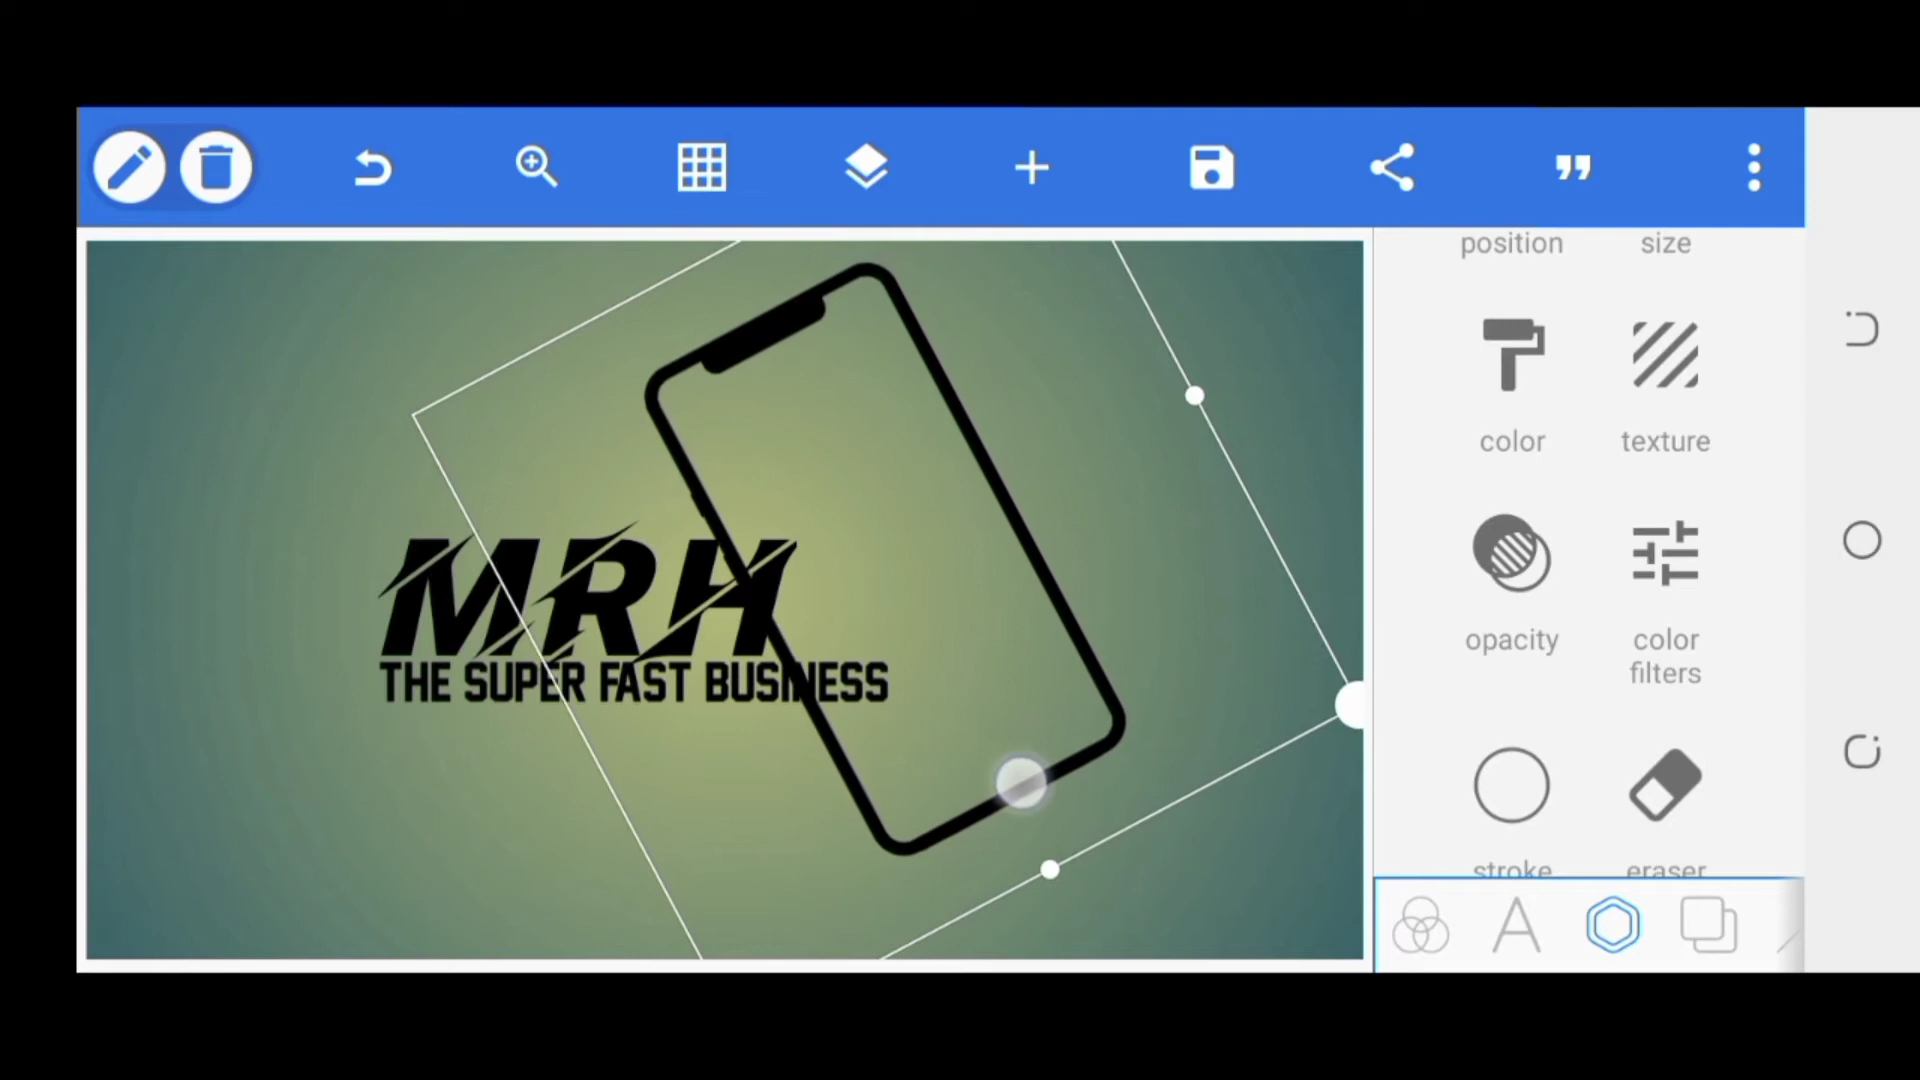 position size
color texture
MRH
THE SUPER FAST BUSINESS
opacity color filters
stroke eraser